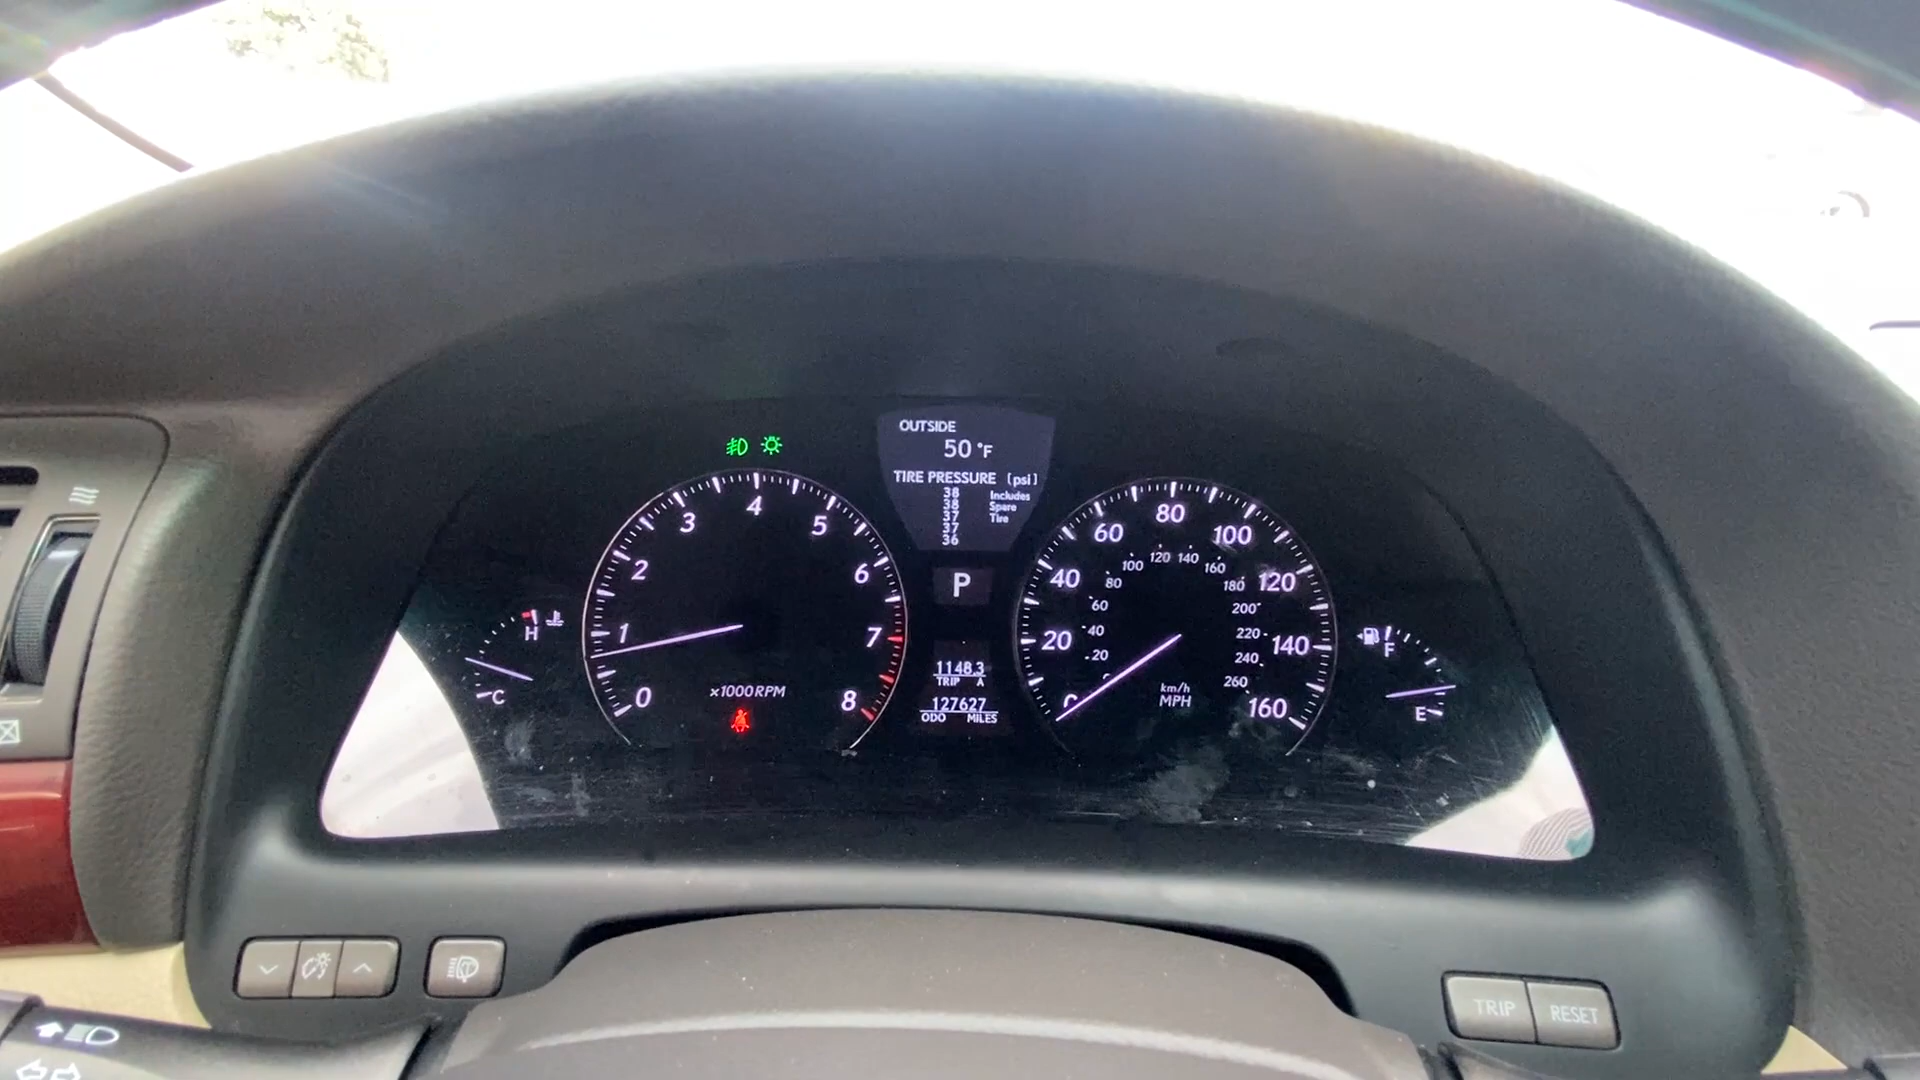 OUTSIDE
50 °F
TIRE PRESSURE [psi]
38 Includes
38 Spare
37 Tire
37
36
P
1148.3
TRIP A
127627
ODO MILES
0
1
2
3
4
5
6
7
8
×1000RPM
H
C
20
40
60
80
100
120
140
160
20
40
60
80
100
120
140
160
180
200
220
240
260
km/h
MPH
F
E
TRIP
RESET